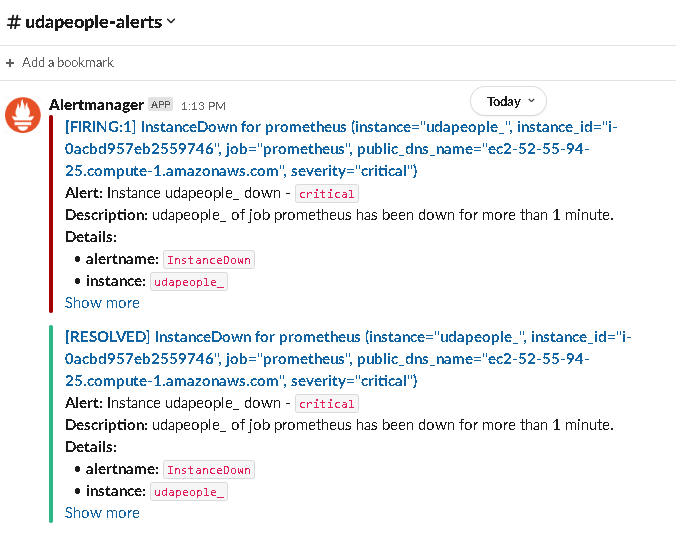 # udapeople-alerts
+ Add a bookmark
Today
Alertmanager APP 1:13 PM
[FIRING:1] InstanceDown for prometheus (instance="udapeople_", instance_id="i-
0acbd957eb2559746", job="prometheus", public_dns_name="ec2-52-55-94-
25.compute-1.amazonaws.com", severity="critical")
Alert: Instance udapeople_ down - critical
Description: udapeople_ of job prometheus has been down for more than 1 minute.
Details:
• alertname: InstanceDown
• instance: udapeople_
Show more
[RESOLVED] InstanceDown for prometheus (instance="udapeople_", instance_id="i-
0acbd957eb2559746", job="prometheus", public_dns_name="ec2-52-55-94-
25.compute-1.amazonaws.com", severity="critical")
Alert: Instance udapeople_ down - critical
Description: udapeople_ of job prometheus has been down for more than 1 minute.
Details:
• alertname: InstanceDown
• instance: udapeople_
Show more